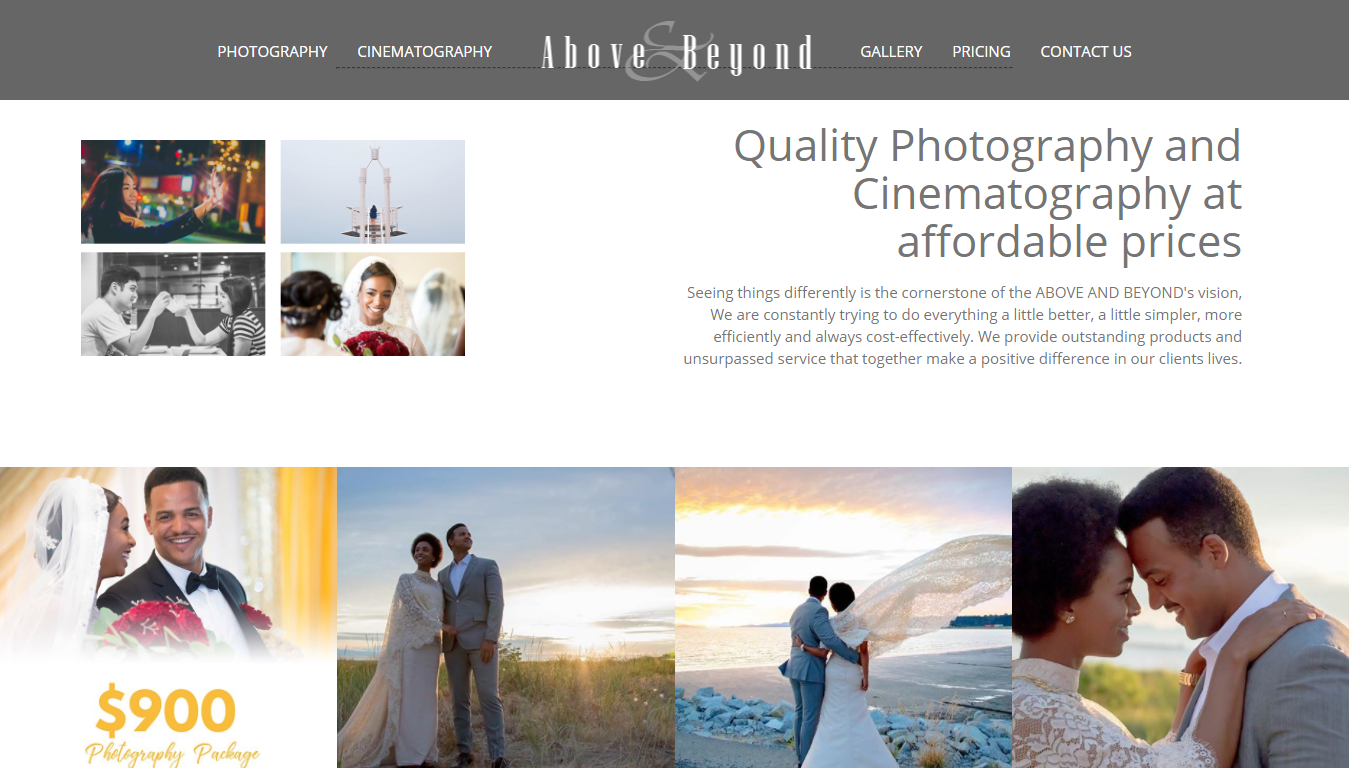 PHOTOGRAPHY
CINEMATOGRAPHY
Above & Beyond
GALLERY
PRICING
CONTACT US
Quality Photography and
Cinematography at
affordable prices
Seeing things differently is the cornerstone of the ABOVE AND BEYOND's vision,
We are constantly trying to do everything a little better, a little simpler, more
efficiently and always cost-effectively. We provide outstanding products and
unsurpassed service that together make a positive difference in our clients lives.
$900
Photography Package